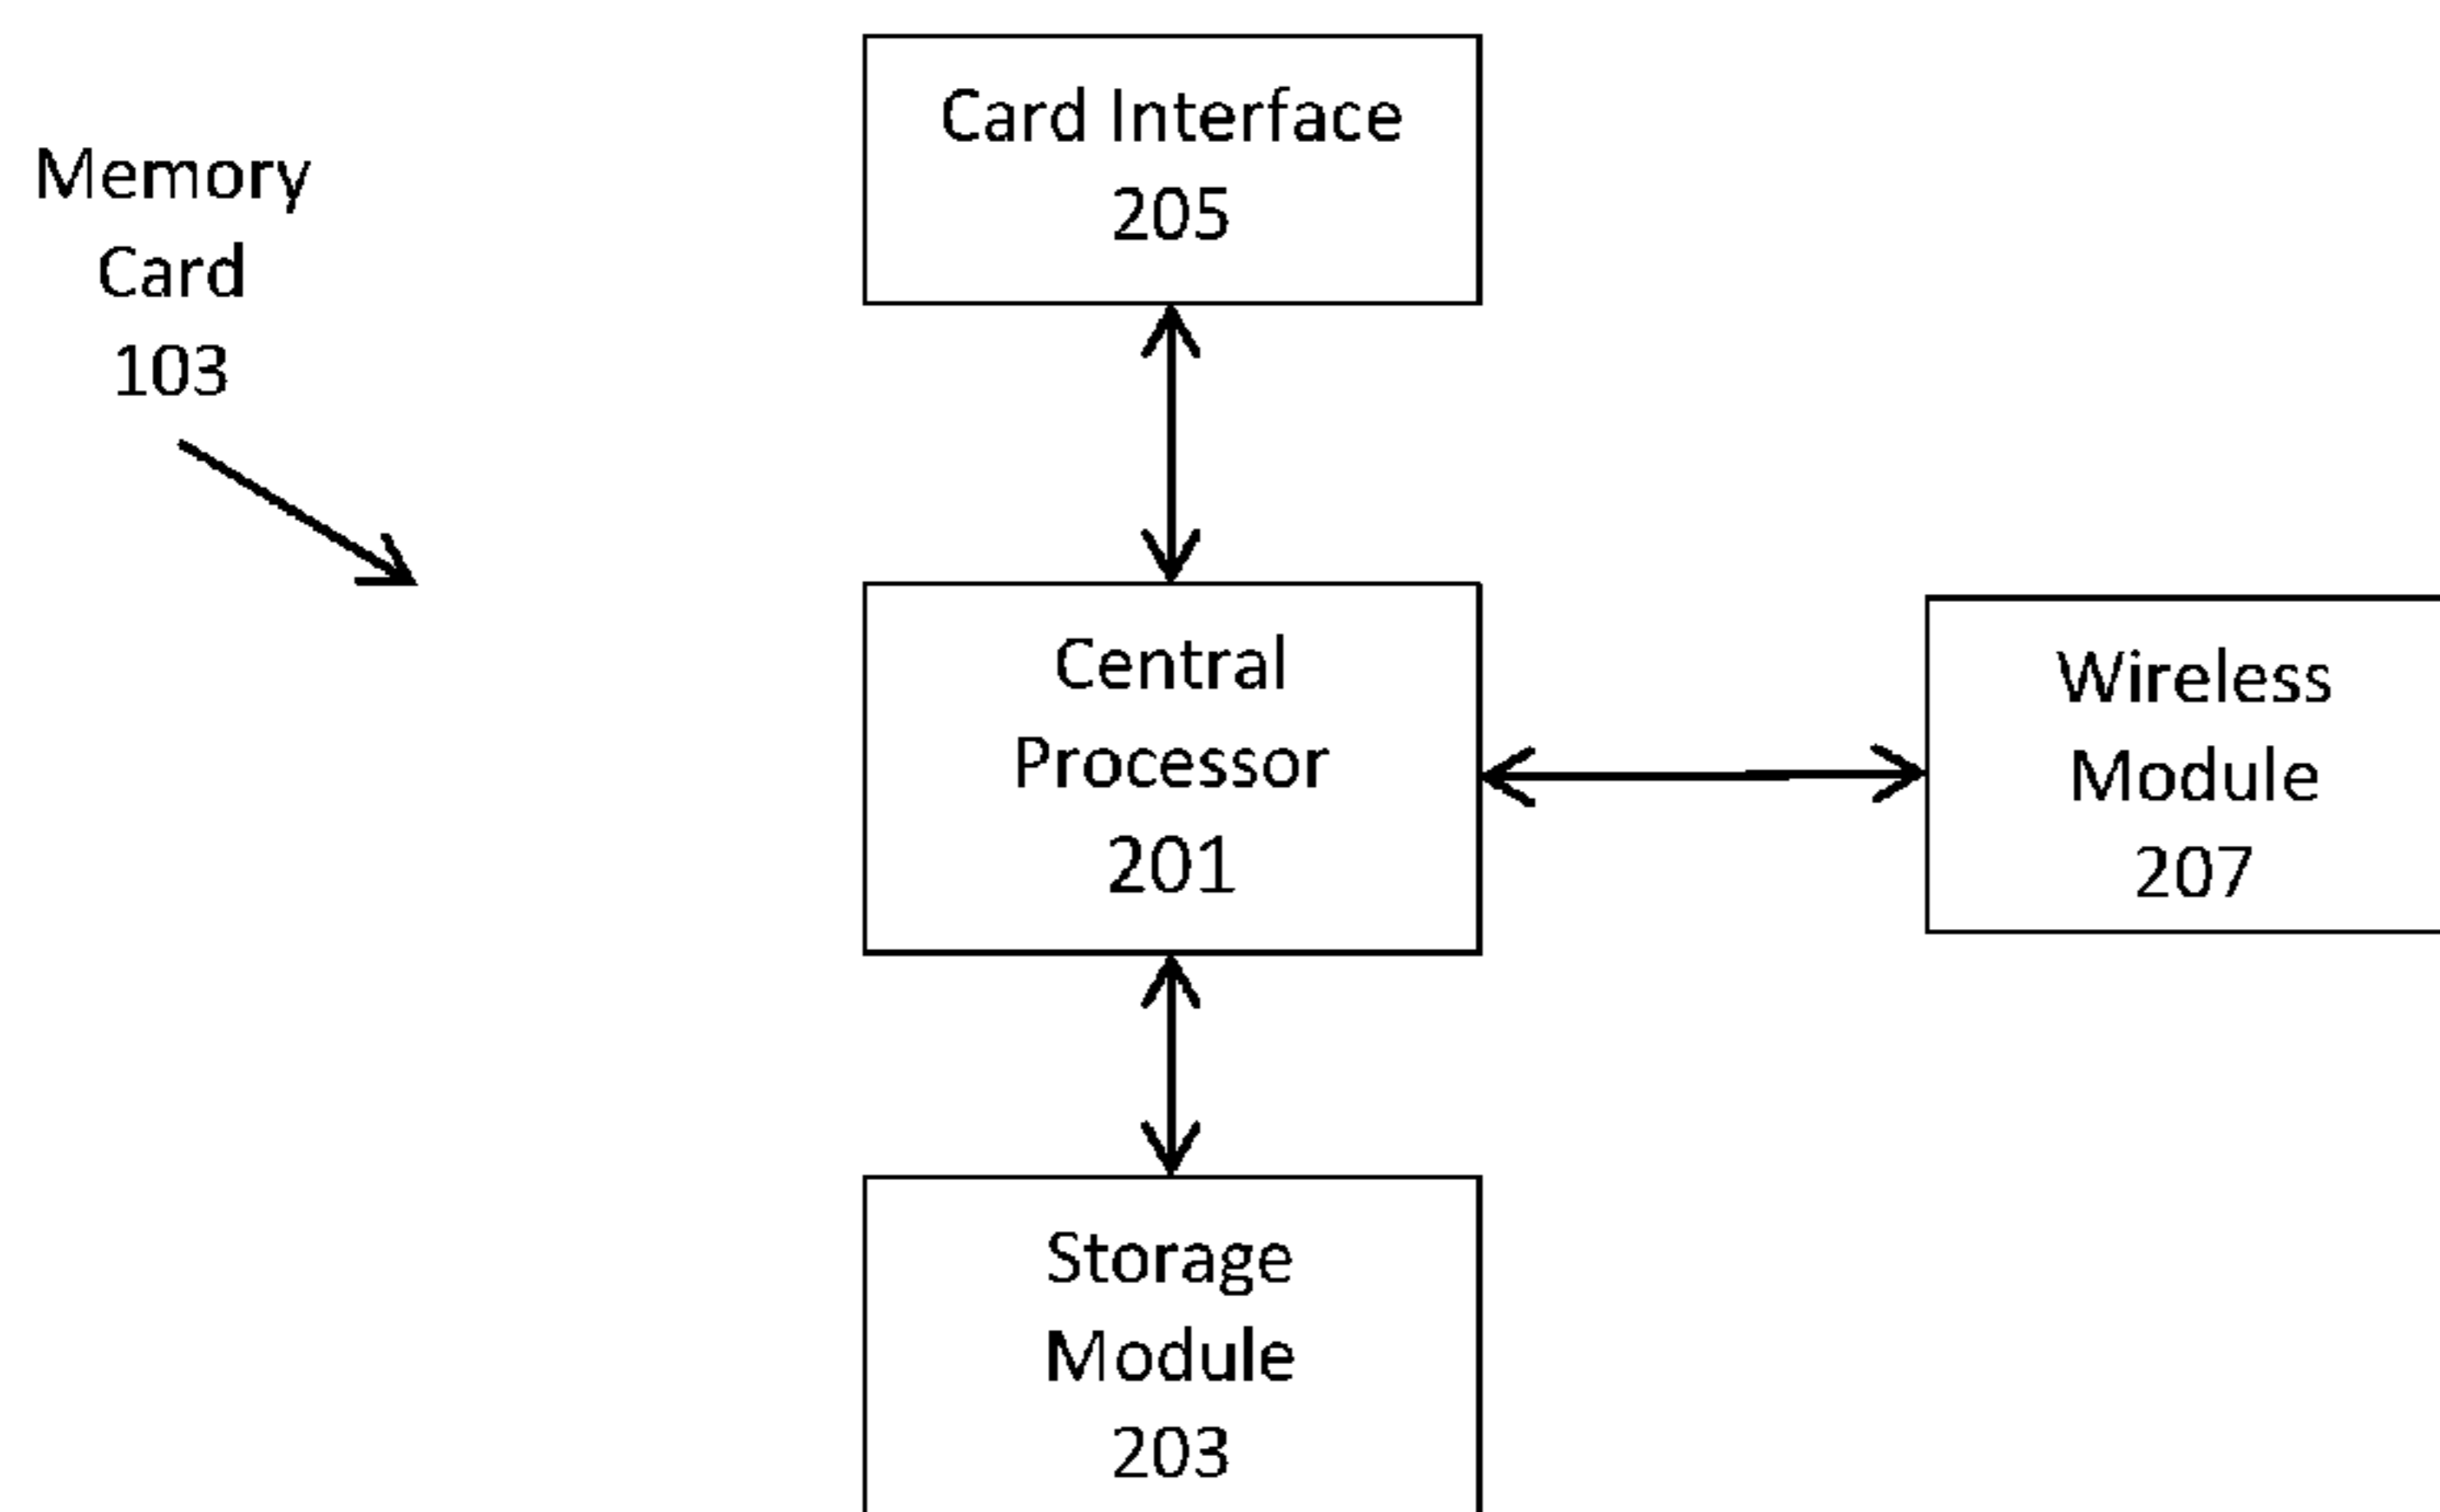 Memory
Card
103
Card Interface
205
Central
Processor
201
Wireless
Module
207
Storage
Module
203